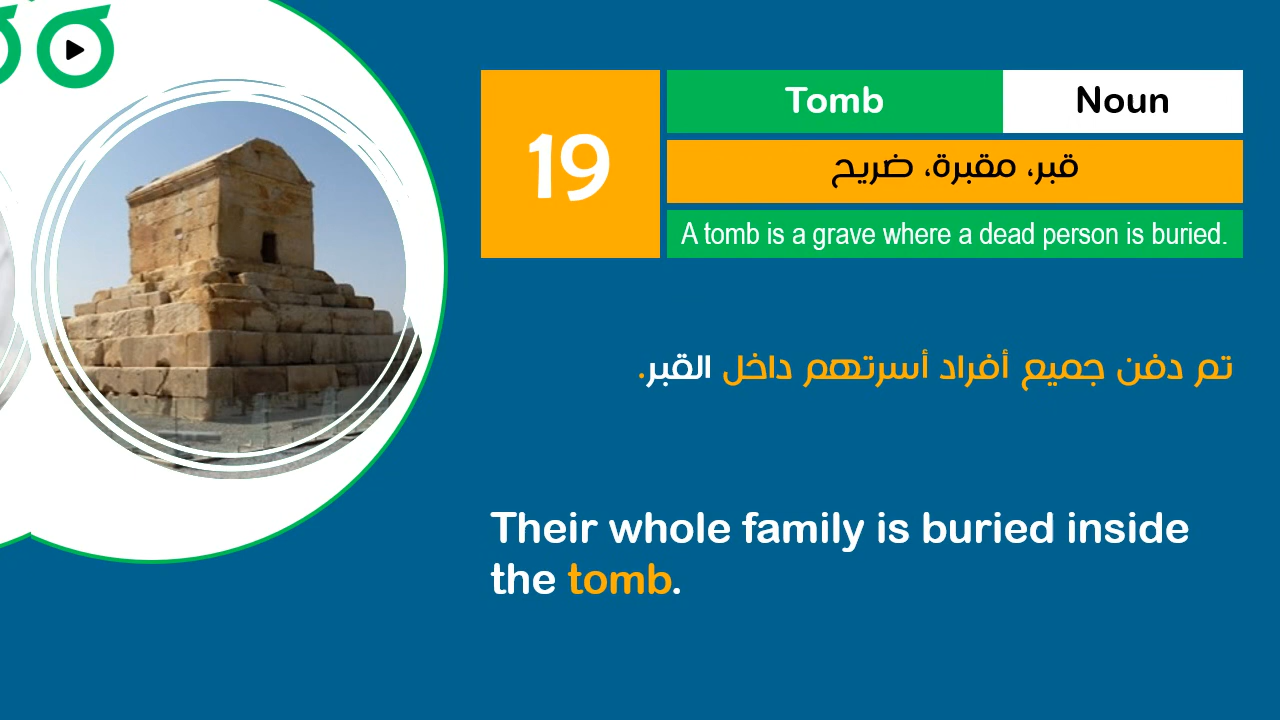 19
Tomb
Noun
قبر، مقبرة، ضريح
A tomb is a grave where a dead person is buried.
تم دفن جميع أفراد أسرتهم داخل القبر.
Their whole family is buried inside
the tomb.